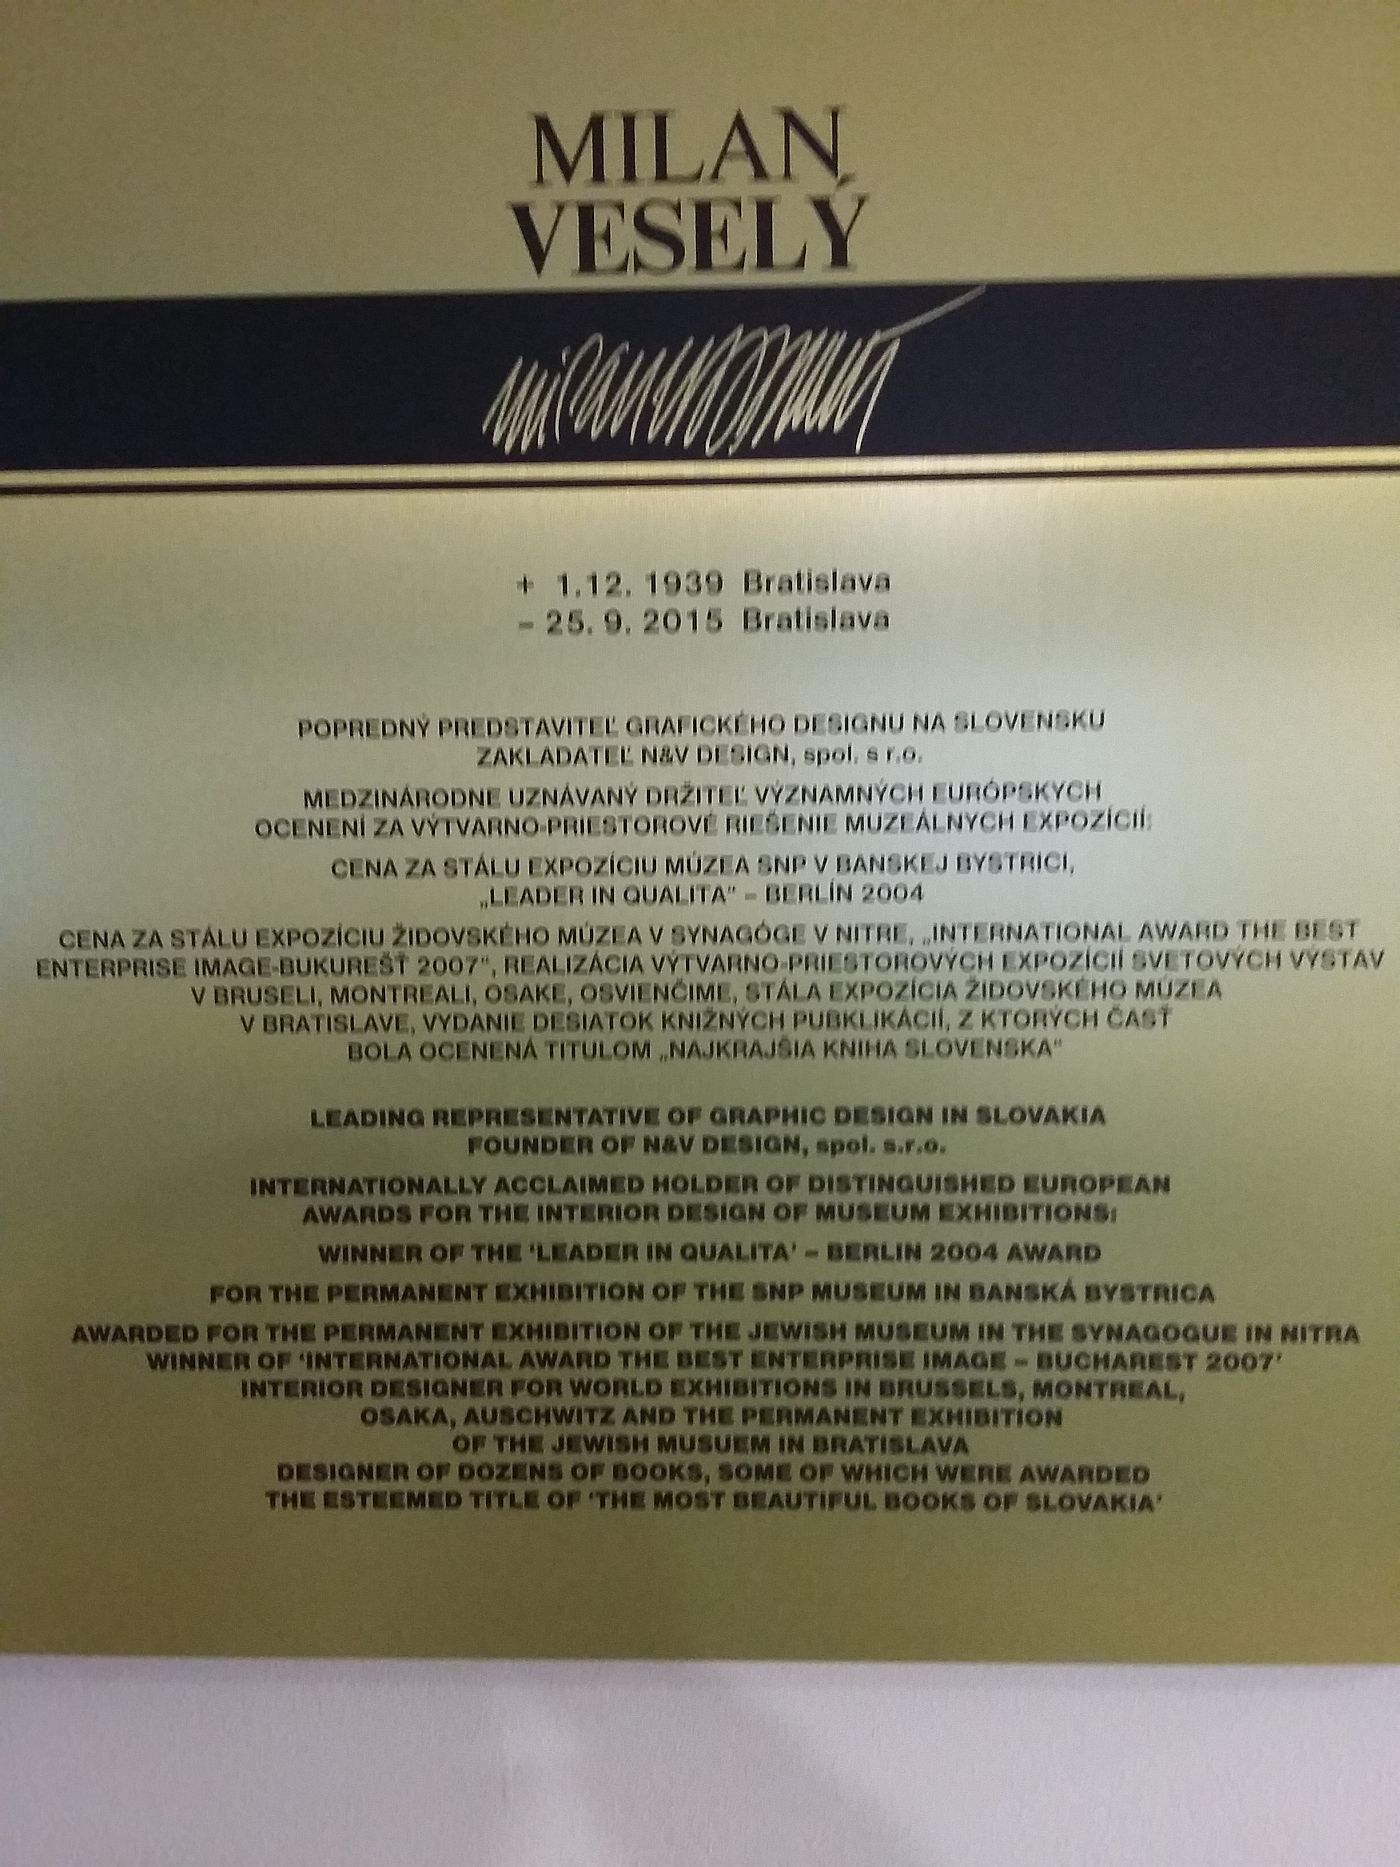 MILAN
VESELÝ
+ 1.12. 1939 Bratislava
– 25. 9. 2015 Bratislava
POPREDNÝ PREDSTAVITEĽ GRAFICKÉHO DESIGNU NA SLOVENSKU
ZAKLADATEĽ N&V DESIGN, spol. s r.o.
MEDZINÁRODNE UZNÁVANÝ DRŽITEĽ VÝZNAMNÝCH EURÓPSKYCH
OCENENÍ ZA VÝTVARNO-PRIESTOROVÉ RIEŠENIE MUZEÁLNYCH EXPOZÍCIÍ:
CENA ZA STÁLU EXPOZÍCIU MÚZEA SNP V BANSKEJ BYSTRICI,
„LEADER IN QUALITA“ – BERLÍN 2004
CENA ZA STÁLU EXPOZÍCIU ŽIDOVSKÉHO MÚZEA V SYNAGÓGE V NITRE, „INTERNATIONAL AWARD THE BEST
ENTERPRISE IMAGE-BUKUREŠŤ 2007“, REALIZÁCIA VÝTVARNO-PRIESTOROVÝCH EXPOZÍCIÍ SVETOVÝCH VÝSTAV
V BRUSELI, MONTREALI, OSAKE, OSVIENČIME, STÁLA EXPOZÍCIA ŽIDOVSKÉHO MÚZEA
V BRATISLAVE, VYDANIE DESIATOK KNIŽNÝCH PUBKLIKÁCIÍ, Z KTORÝCH ČASŤ
BOLA OCENENÁ TITULOM „NAJKRAJŠIA KNIHA SLOVENSKA“
LEADING REPRESENTATIVE OF GRAPHIC DESIGN IN SLOVAKIA
FOUNDER OF N&V DESIGN, spol. s.r.o.
INTERNATIONALLY ACCLAIMED HOLDER OF DISTINGUISHED EUROPEAN
AWARDS FOR THE INTERIOR DESIGN OF MUSEUM EXHIBITIONS:
WINNER OF THE 'LEADER IN QUALITA' – BERLIN 2004 AWARD
FOR THE PERMANENT EXHIBITION OF THE SNP MUSEUM IN BANSKÁ BYSTRICA
AWARDED FOR THE PERMANENT EXHIBITION OF THE JEWISH MUSEUM IN THE SYNAGOGUE IN NITRA
WINNER OF 'INTERNATIONAL AWARD THE BEST ENTERPRISE IMAGE – BUCHAREST 2007'
INTERIOR DESIGNER FOR WORLD EXHIBITIONS IN BRUSSELS, MONTREAL,
OSAKA, AUSCHWITZ AND THE PERMANENT EXHIBITION
OF THE JEWISH MUSUEM IN BRATISLAVA
DESIGNER OF DOZENS OF BOOKS, SOME OF WHICH WERE AWARDED
THE ESTEEMED TITLE OF 'THE MOST BEAUTIFUL BOOKS OF SLOVAKIA'